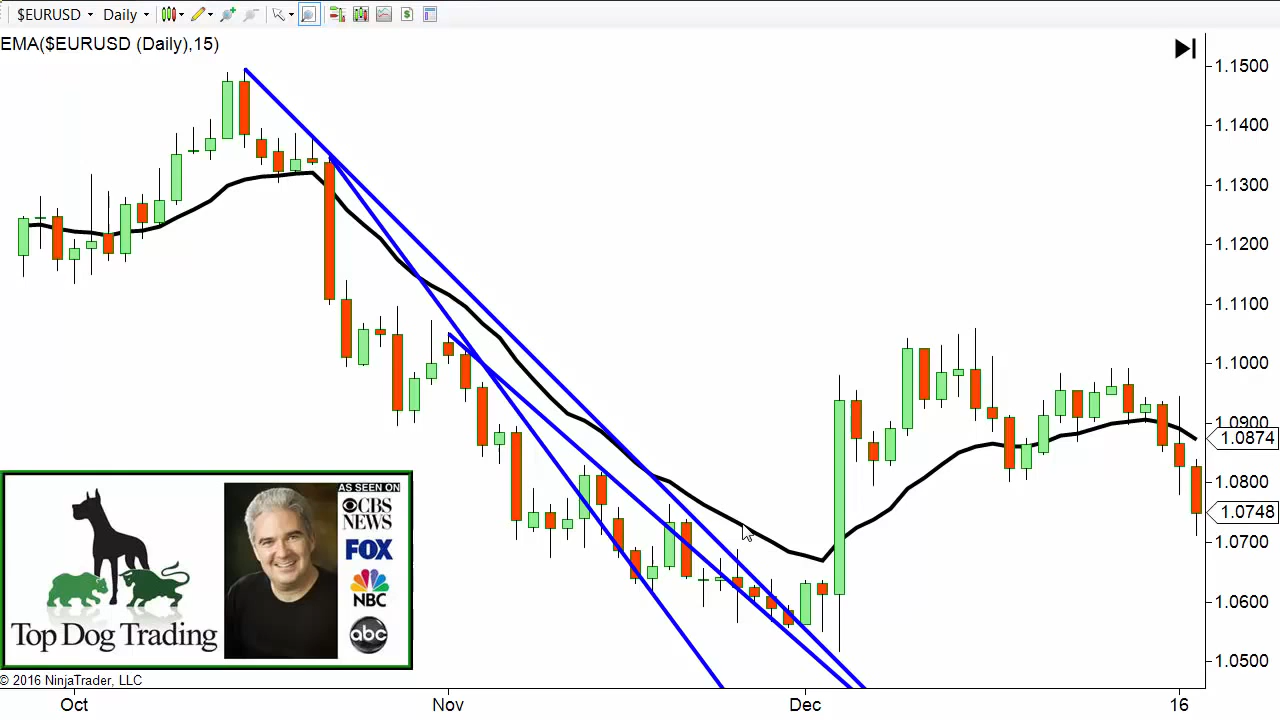 $EURUSD Daily
EMA($EURUSD (Daily),15)
1.1500
1.1400
1.1300
1.1200
1.1100
1.1000
1.0900
1.0874
1.0800
1.0748
1.0700
1.0600
1.0500
AS SEEN ON
CBS
NEWS
FOX
NBC
abc
Top Dog Trading
© 2016 NinjaTrader, LLC
Oct Nov Dec 16